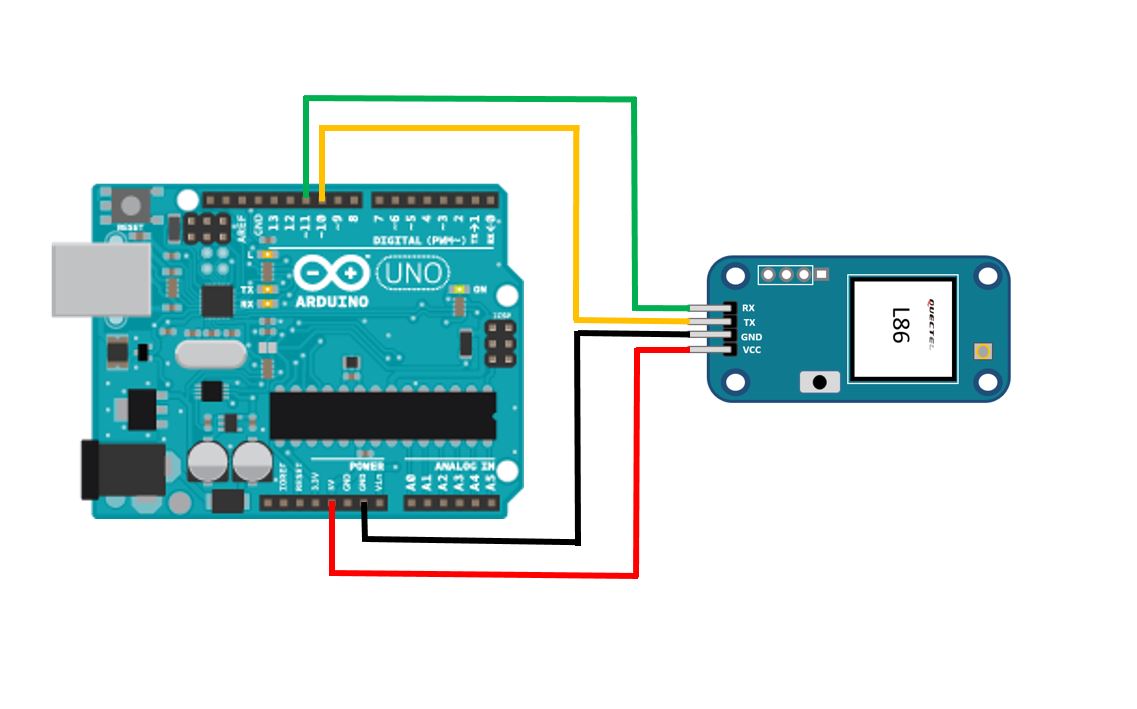 RESET
AREF
GND
13
12
~11
~10
~9
8
7
~6
~5
4
~3
2
TX→1
RX←0
DIGITAL (PWM~)
L
TX
RX
UNO
ARDUINO
ON
ICSP
RX
TX
GND
VCC
QUECTEL
L86
POWER
ANALOG IN
IOREF
RESET
3.3V
5V
GND
GND
Vin
A0
A1
A2
A3
A4
A5